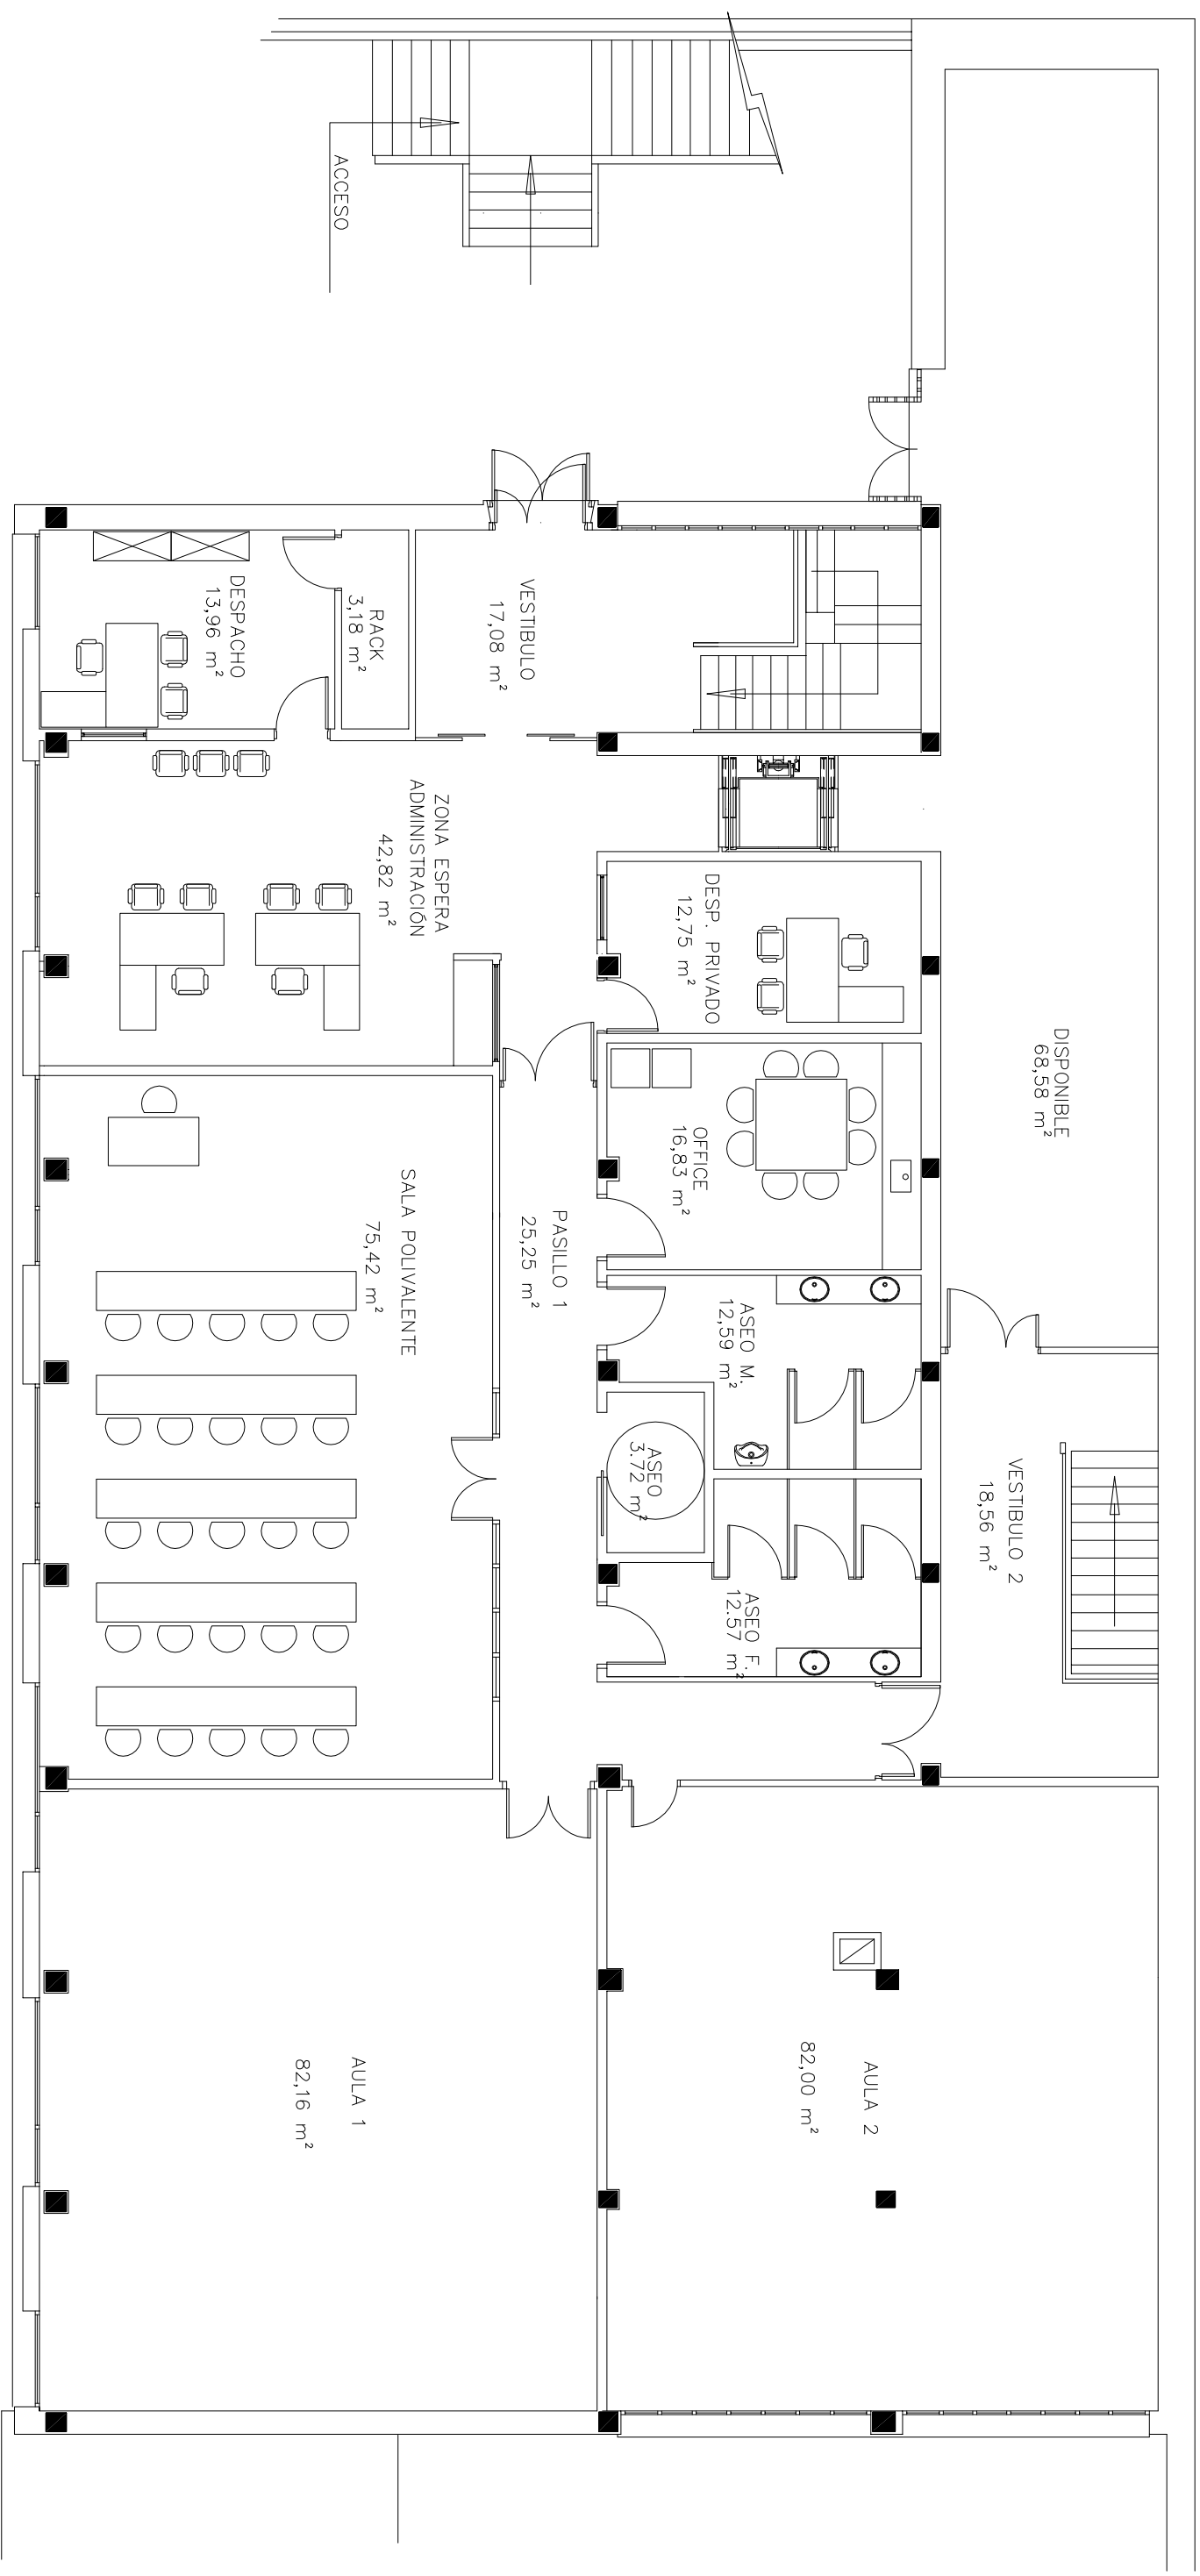 ACCESO
DESPACHO
13,96 m²
RACK
3,18 m²
VESTIBULO
17,08 m²
ZONA ESPERA
ADMINISTRACIÓN
42,82 m²
DESP. PRIVADO
12,75 m²
DISPONIBLE
68,58 m²
OFFICE
16,83 m²
SALA POLIVALENTE
75,42 m²
PASILLO 1
25,25 m²
ASEO M.
12,59 m²
ASEO
3.72 m²
ASEO F.
12.57 m²
VESTIBULO 2
18,56 m²
AULA 1
82,16 m²
AULA 2
82,00 m²